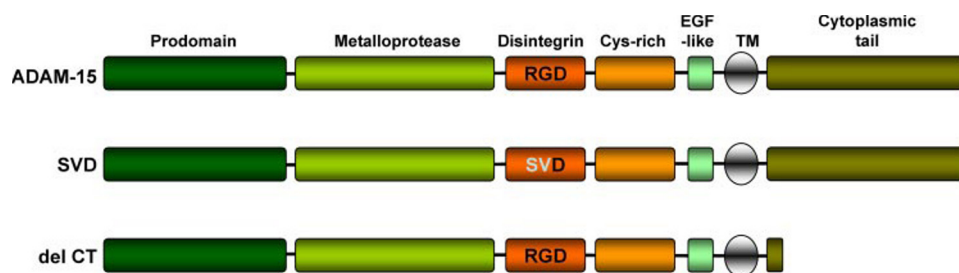 EGF
-like
Cytoplasmic
tail
Prodomain Metalloprotease Disintegrin Cys-rich TM
ADAM-15 RGD
SVD SVD
del CT RGD